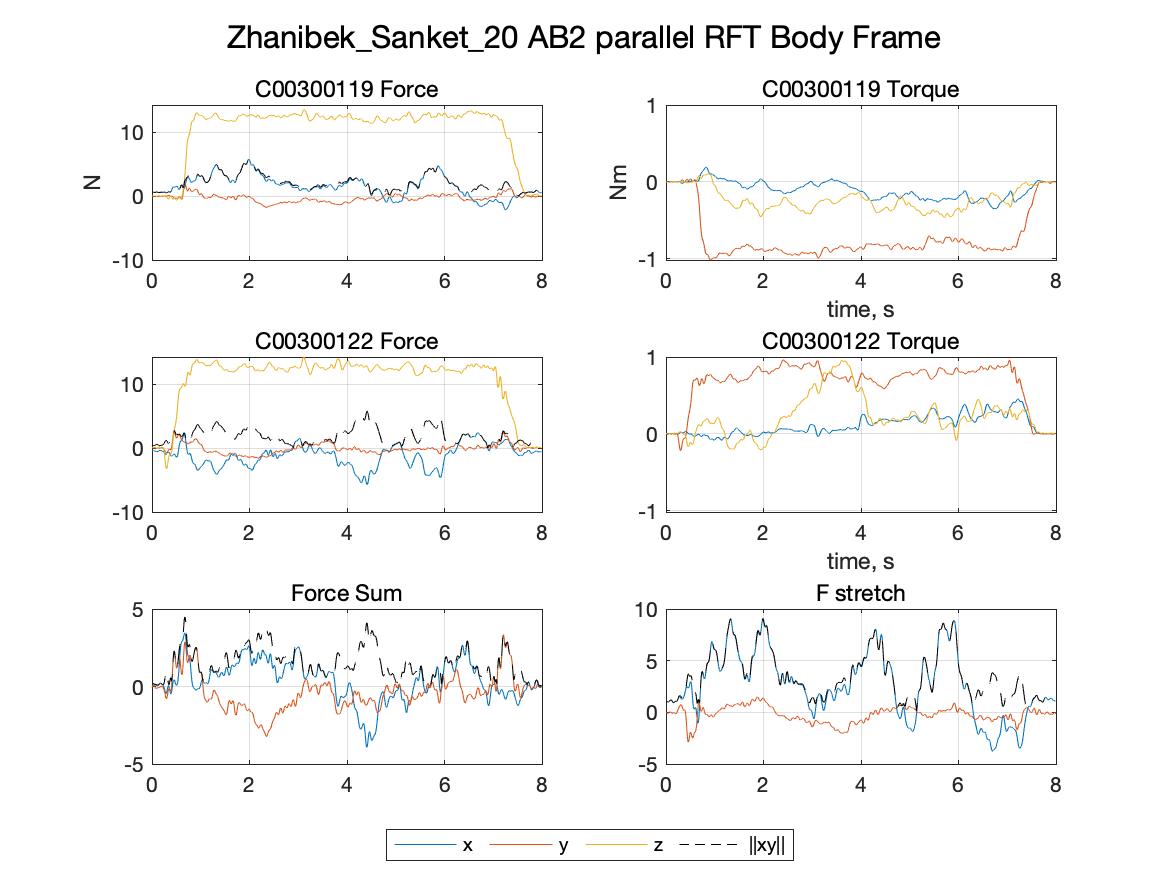 Zhanibek_Sanket_20 AB2 parallel RFT Body Frame
C00300119 Force
N
10
0
-10
0 2 4 6 8
C00300119 Torque
Nm
1
0
-1
0 2 4 6 8
time, s
C00300122 Force
10
0
-10
0 2 4 6 8
C00300122 Torque
1
0
-1
0 2 4 6 8
time, s
Force Sum
5
0
-5
0 2 4 6 8
F stretch
10
5
0
-5
0 2 4 6 8
x y z ||xy||